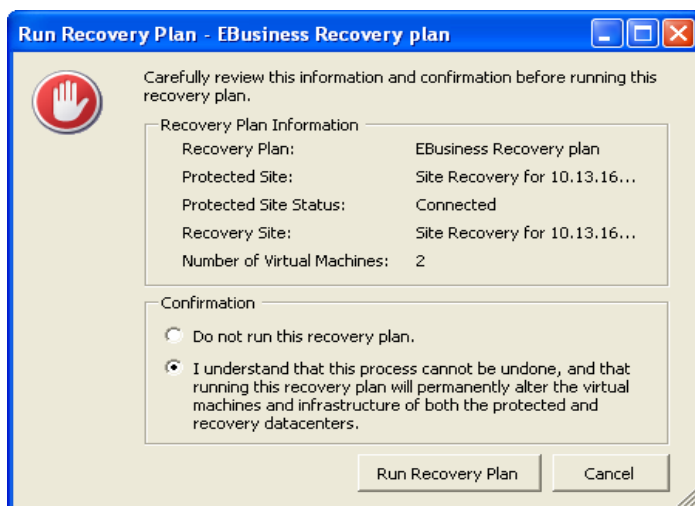 Run Recovery Plan - EBusiness Recovery plan
Carefully review this information and confirmation before running this
recovery plan.
Recovery Plan Information
Recovery Plan: EBusiness Recovery plan
Protected Site: Site Recovery for 10.13.16...
Protected Site Status: Connected
Recovery Site: Site Recovery for 10.13.16...
Number of Virtual Machines: 2
Confirmation
Do not run this recovery plan.
I understand that this process cannot be undone, and that
running this recovery plan will permanently alter the virtual
machines and infrastructure of both the protected and
recovery datacenters.
Run Recovery Plan Cancel